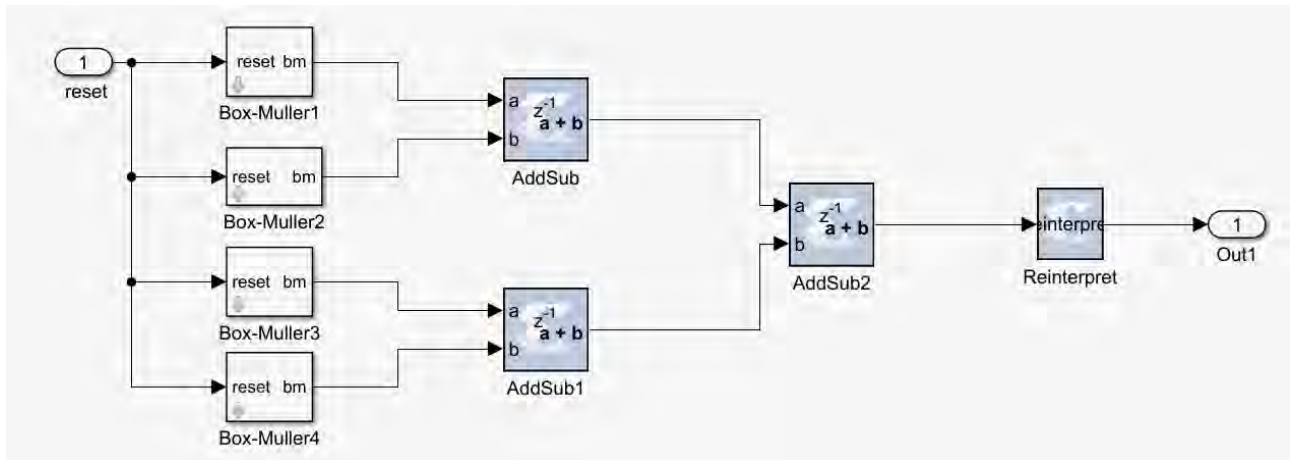 1
reset
reset bm
Box-Muller1
reset bm
Box-Muller2
reset bm
Box-Muller3
reset bm
Box-Muller4
a
b
z-1
a + b
AddSub
a
b
z-1
a + b
AddSub1
a
b
z-1
a + b
AddSub2
einterpre
Reinterpret
1
Out1